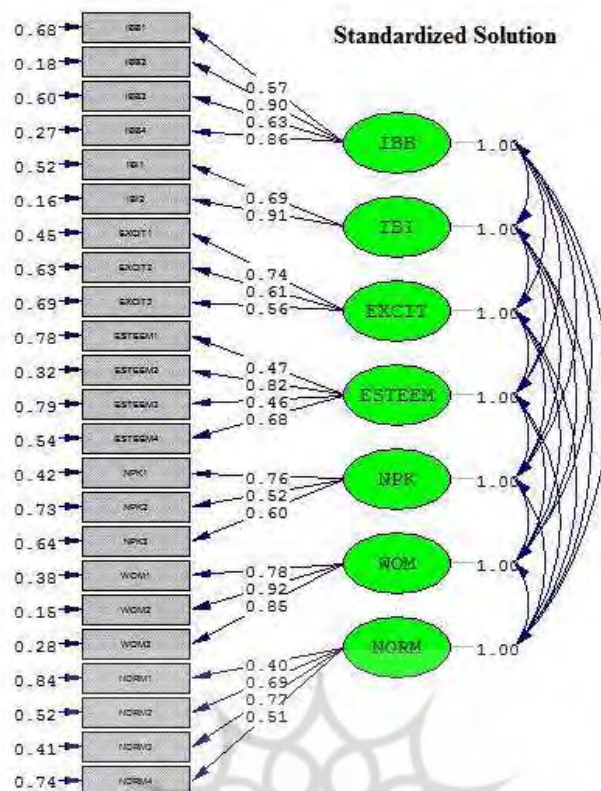 Standardized Solution
0.68 IBB1
0.18 IBB2
0.60 IBB3
0.27 IBB4
0.52 IBI1
0.16 IBI2
0.45 EXCIT1
0.63 EXCIT2
0.69 EXCIT3
0.78 ESTEEM1
0.32 ESTEEM2
0.79 ESTEEM3
0.54 ESTEEM4
0.42 NPK1
0.73 NPK2
0.64 NPK3
0.38 WOM1
0.15 WOM2
0.28 WOM3
0.84 NORM1
0.52 NORM2
0.41 NORM3
0.74 NORM4
0.57
0.90
0.63
0.86
0.69
0.91
0.74
0.61
0.56
0.47
0.82
0.46
0.68
0.76
0.52
0.60
0.78
0.92
0.85
0.40
0.69
0.77
0.51
IBB 1.00
IBI 1.00
EXCIT 1.00
ESTEEM 1.00
NPK 1.00
WOM 1.00
NORM 1.00